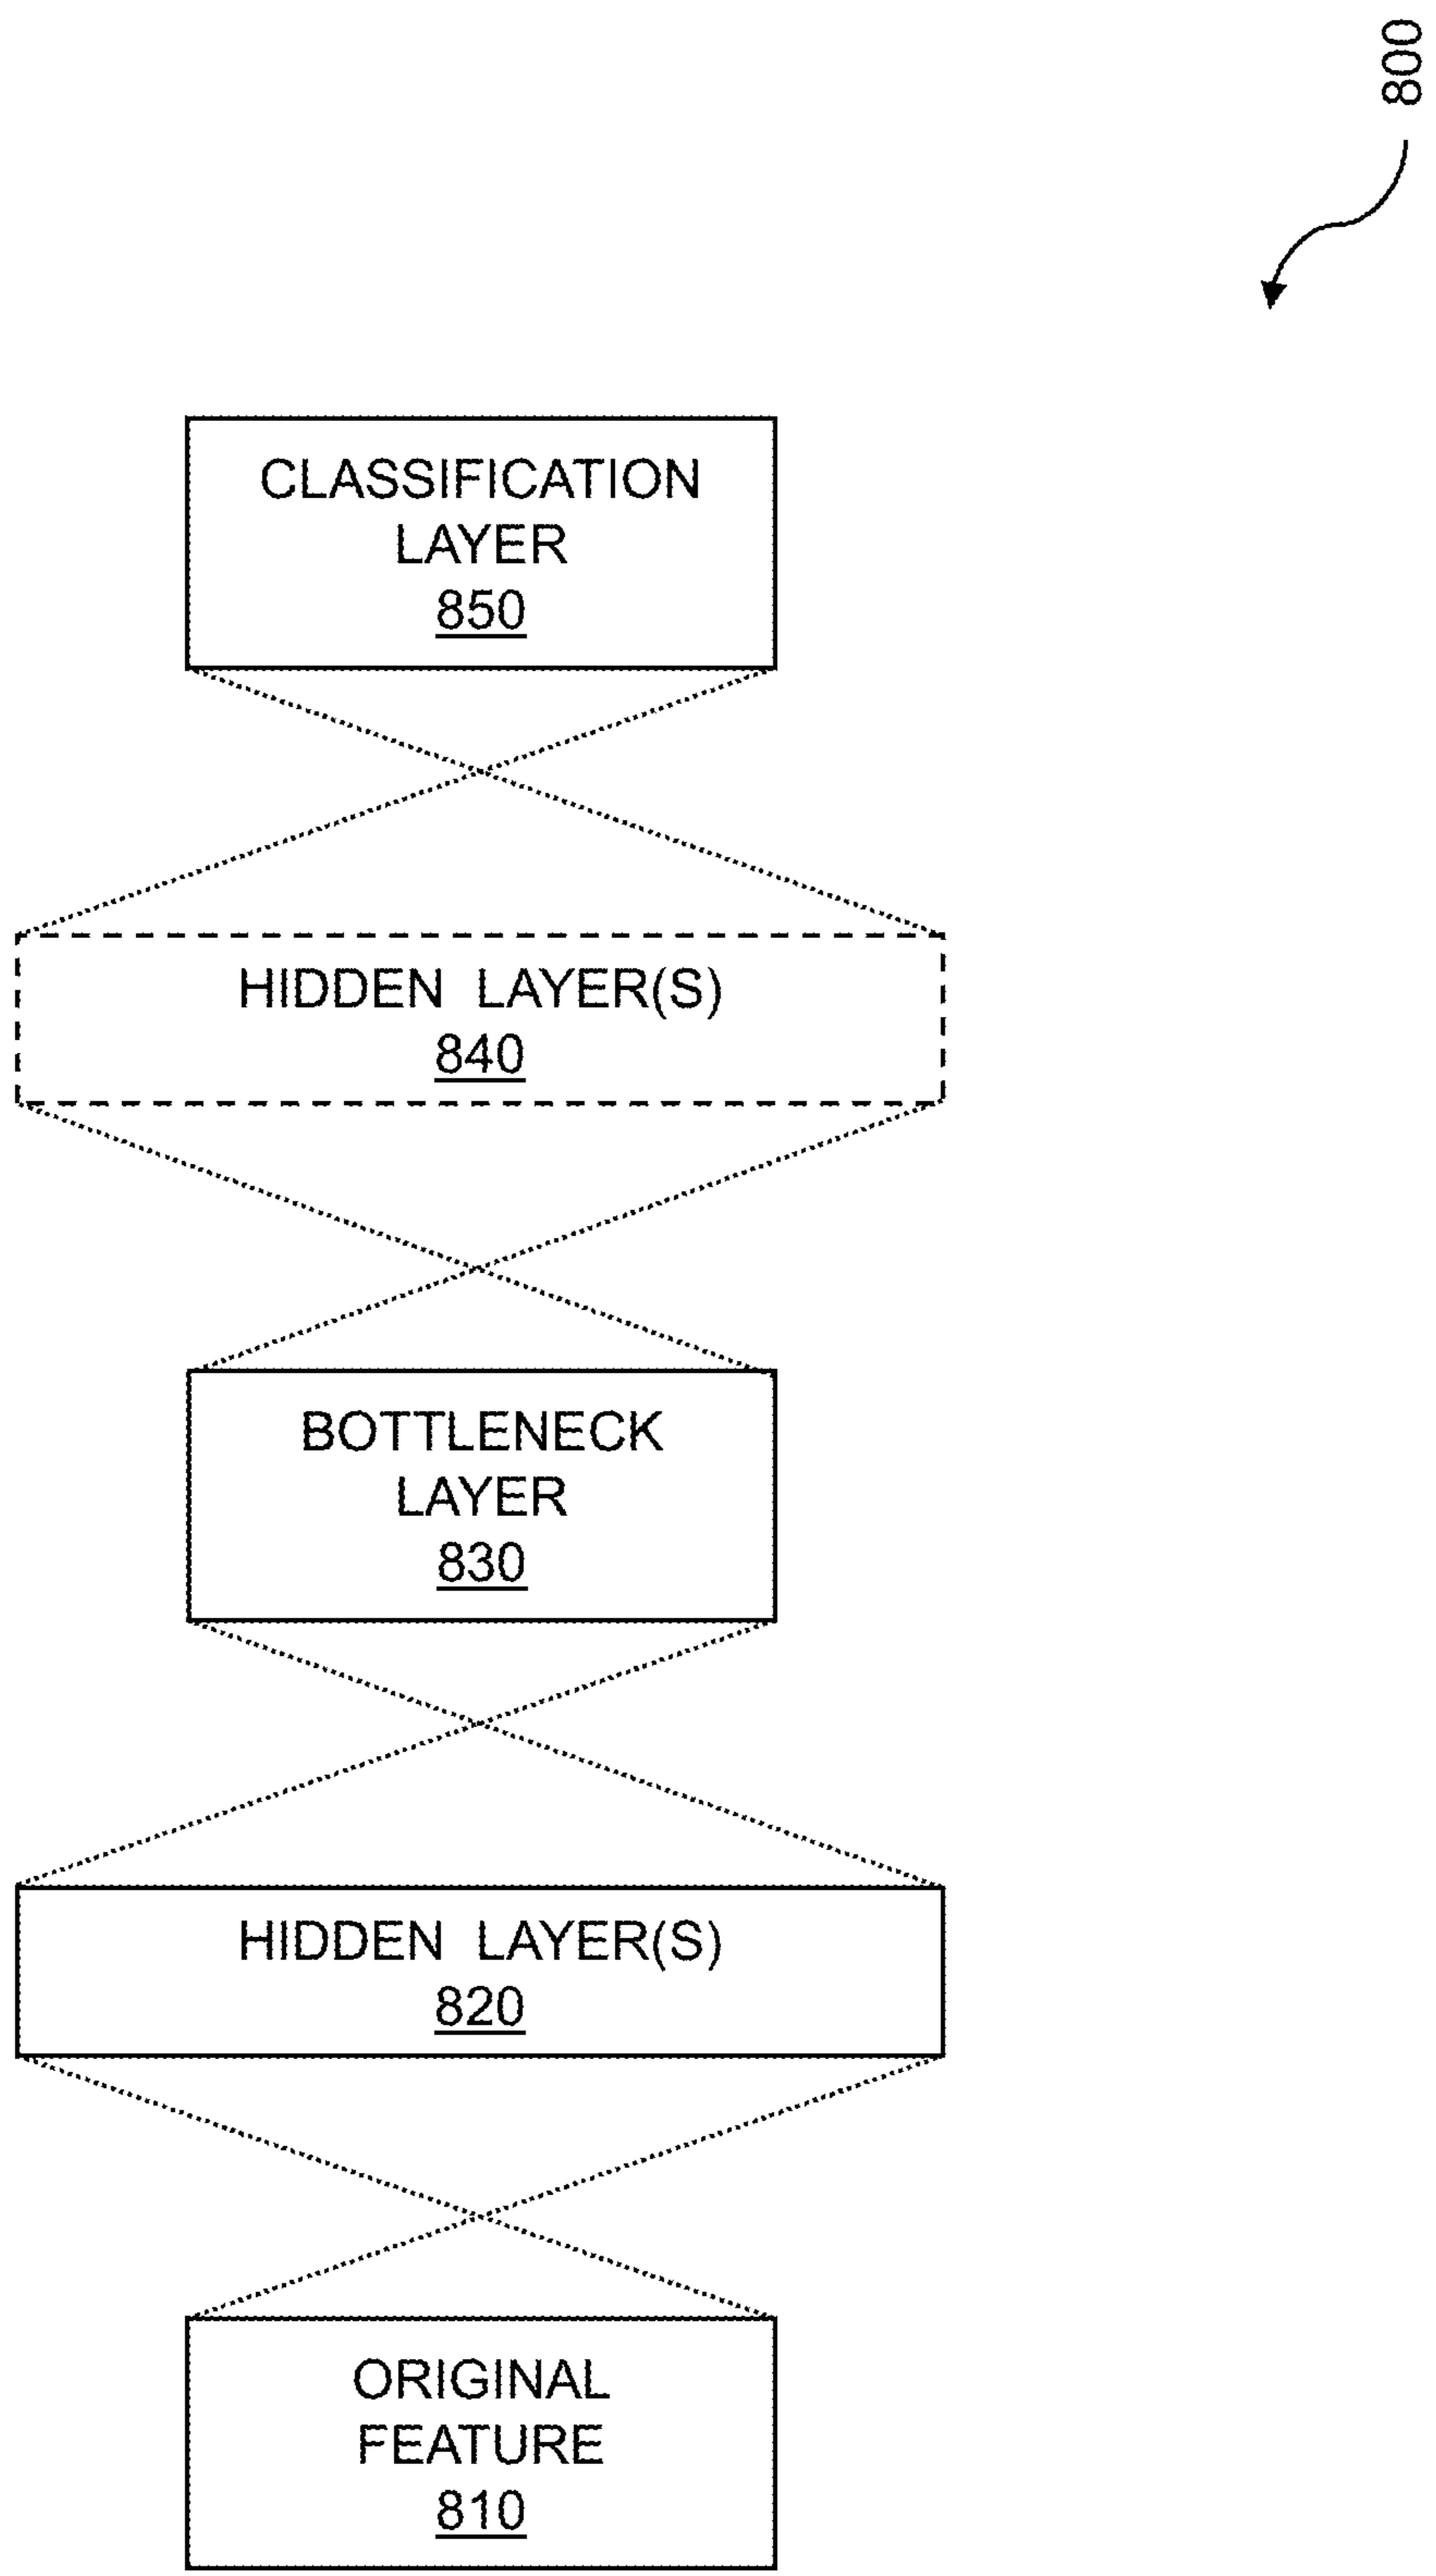 800
CLASSIFICATION
LAYER
850
HIDDEN LAYER(S)
840
BOTTLENECK
LAYER
830
HIDDEN LAYER(S)
820
ORIGINAL
FEATURE
810